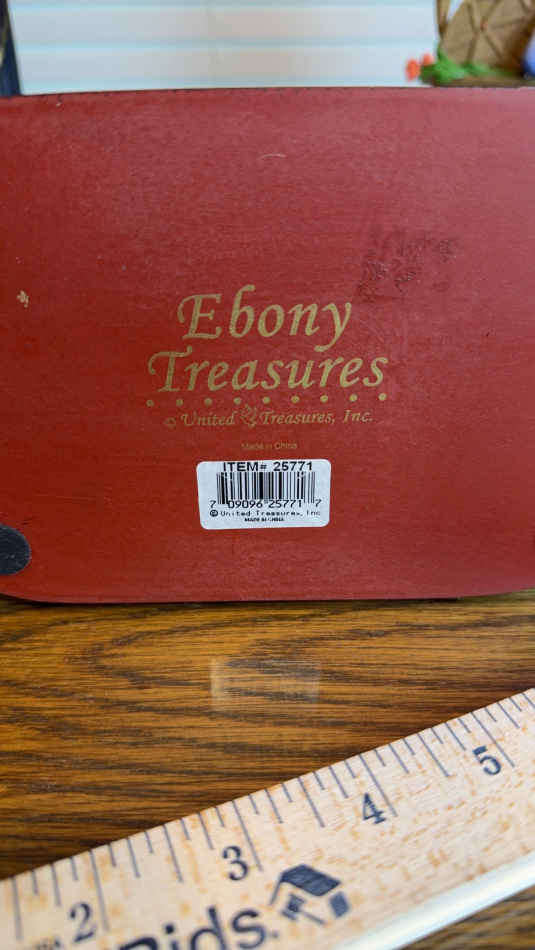 Ebony
Treasures
© United Treasures, Inc.
Made in China
ITEM# 25771
7 09096 25771 7
© United Treasures, Inc
MADE IN CHINA
2 3 4 5